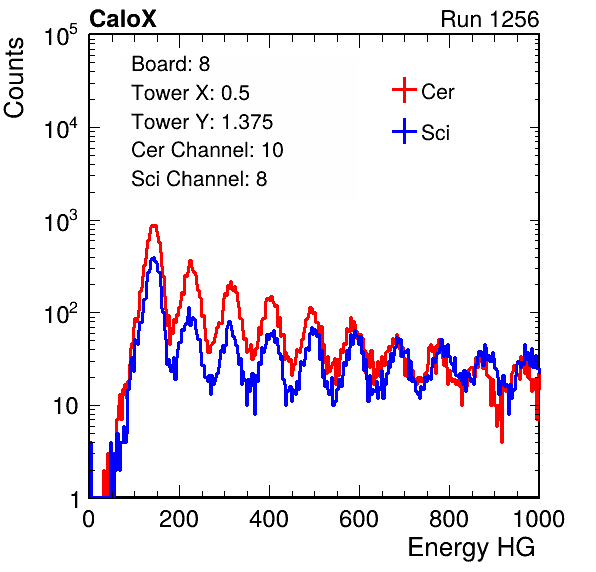 CaloX Run 1256
Counts
10^5
10^4
10^3
10^2
10
1
Board: 8
Tower X: 0.5
Tower Y: 1.375
Cer Channel: 10
Sci Channel: 8
Cer
Sci
0 200 400 600 800 1000
Energy HG